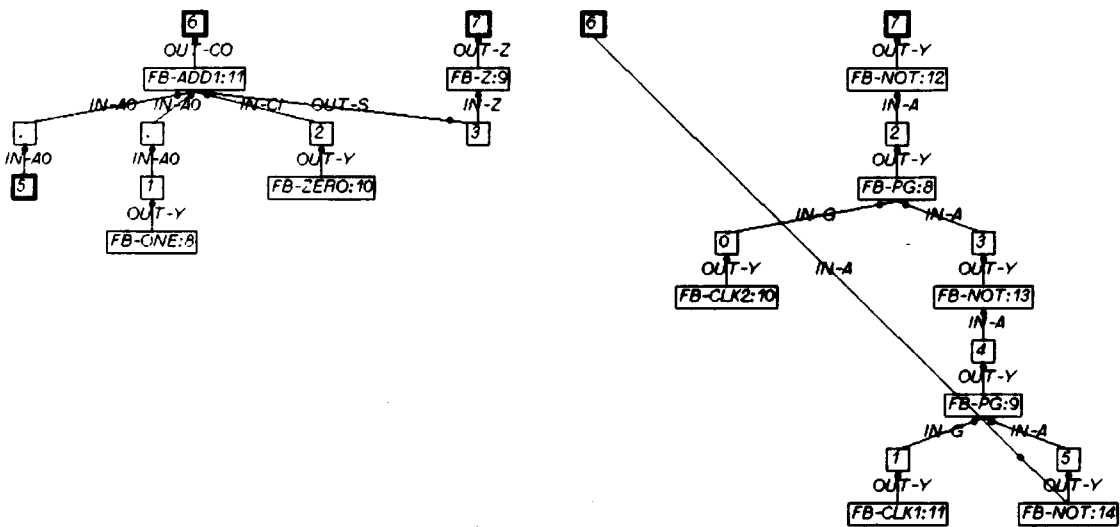 6 7 6 7
OUT-CO OUT-Z OUT-Y
FB-ADD1:11 FB-Z:9 FB-NOT:12
IN-A0 IN-A0 IN-CI OUT-S IN-Z IN-A
. . 2 3 2
IN-A0 IN-A0 OUT-Y OUT-Y
5 1 FB-ZERO:10 FB-PG:8
OUT-Y IN-G IN-A
FB-ONE:8 0 3
OUT-Y IN-A OUT-Y
FB-CLK2:10 FB-NOT:13
IN-A
4
OUT-Y
FB-PG:9
IN-G IN-A
1 5
OUT-Y OUT-Y
FB-CLK1:11 FB-NOT:14